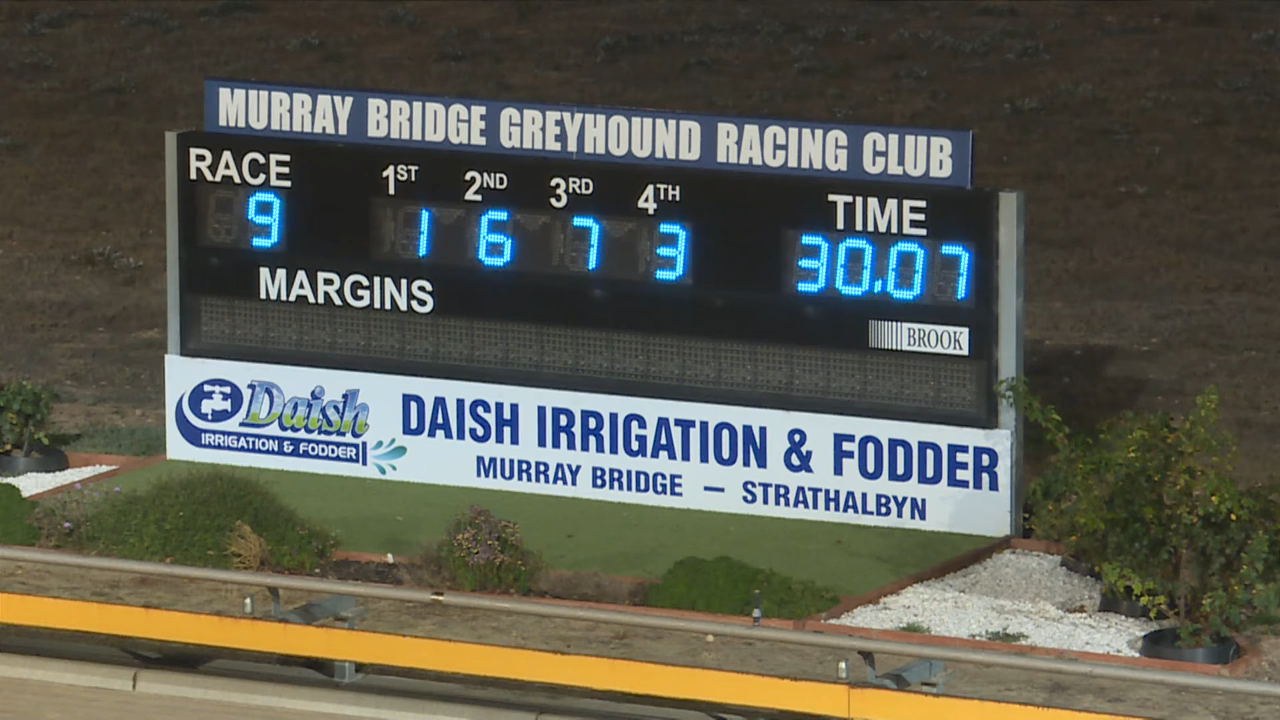 MURRAY BRIDGE GREYHOUND RACING CLUB
RACE 1ST 2ND 3RD 4TH TIME
9 1 6 7 3 30.07
MARGINS
BROOK
Daish
IRRIGATION & FODDER
DAISH IRRIGATION & FODDER
MURRAY BRIDGE – STRATHALBYN